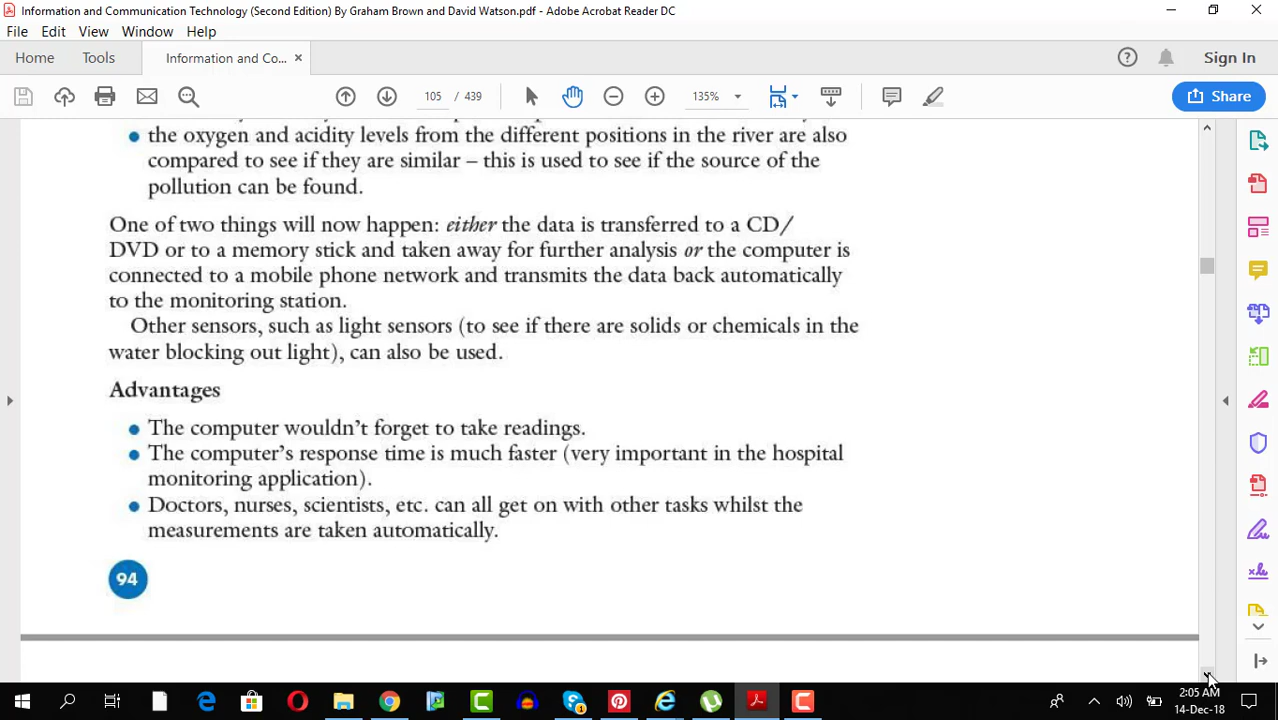 Information and Communication Technology (Second Edition) By Graham Brown and David Watson.pdf - Adobe Acrobat Reader DC
File Edit View Window Help
Home Tools Information and Co... × Sign In
105 / 439 135% Share
the oxygen and acidity levels from the different positions in the river are also
compared to see if they are similar – this is used to see if the source of the
pollution can be found.
One of two things will now happen: either the data is transferred to a CD/
DVD or to a memory stick and taken away for further analysis or the computer is
connected to a mobile phone network and transmits the data back automatically
to the monitoring station.
Other sensors, such as light sensors (to see if there are solids or chemicals in the
water blocking out light), can also be used.
Advantages
● The computer wouldn't forget to take readings.
● The computer's response time is much faster (very important in the hospital
monitoring application).
● Doctors, nurses, scientists, etc. can all get on with other tasks whilst the
measurements are taken automatically.
94
2:05 AM
14-Dec-18